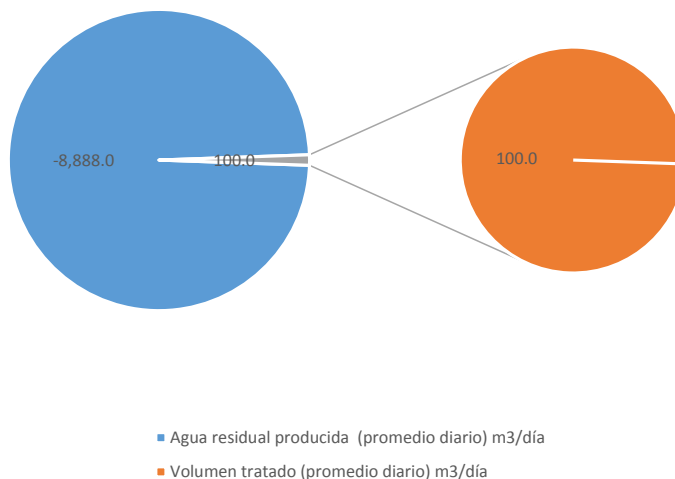 -8,888.0
100.0
100.0
Agua residual producida (promedio diario) m3/día
Volumen tratado (promedio diario) m3/día